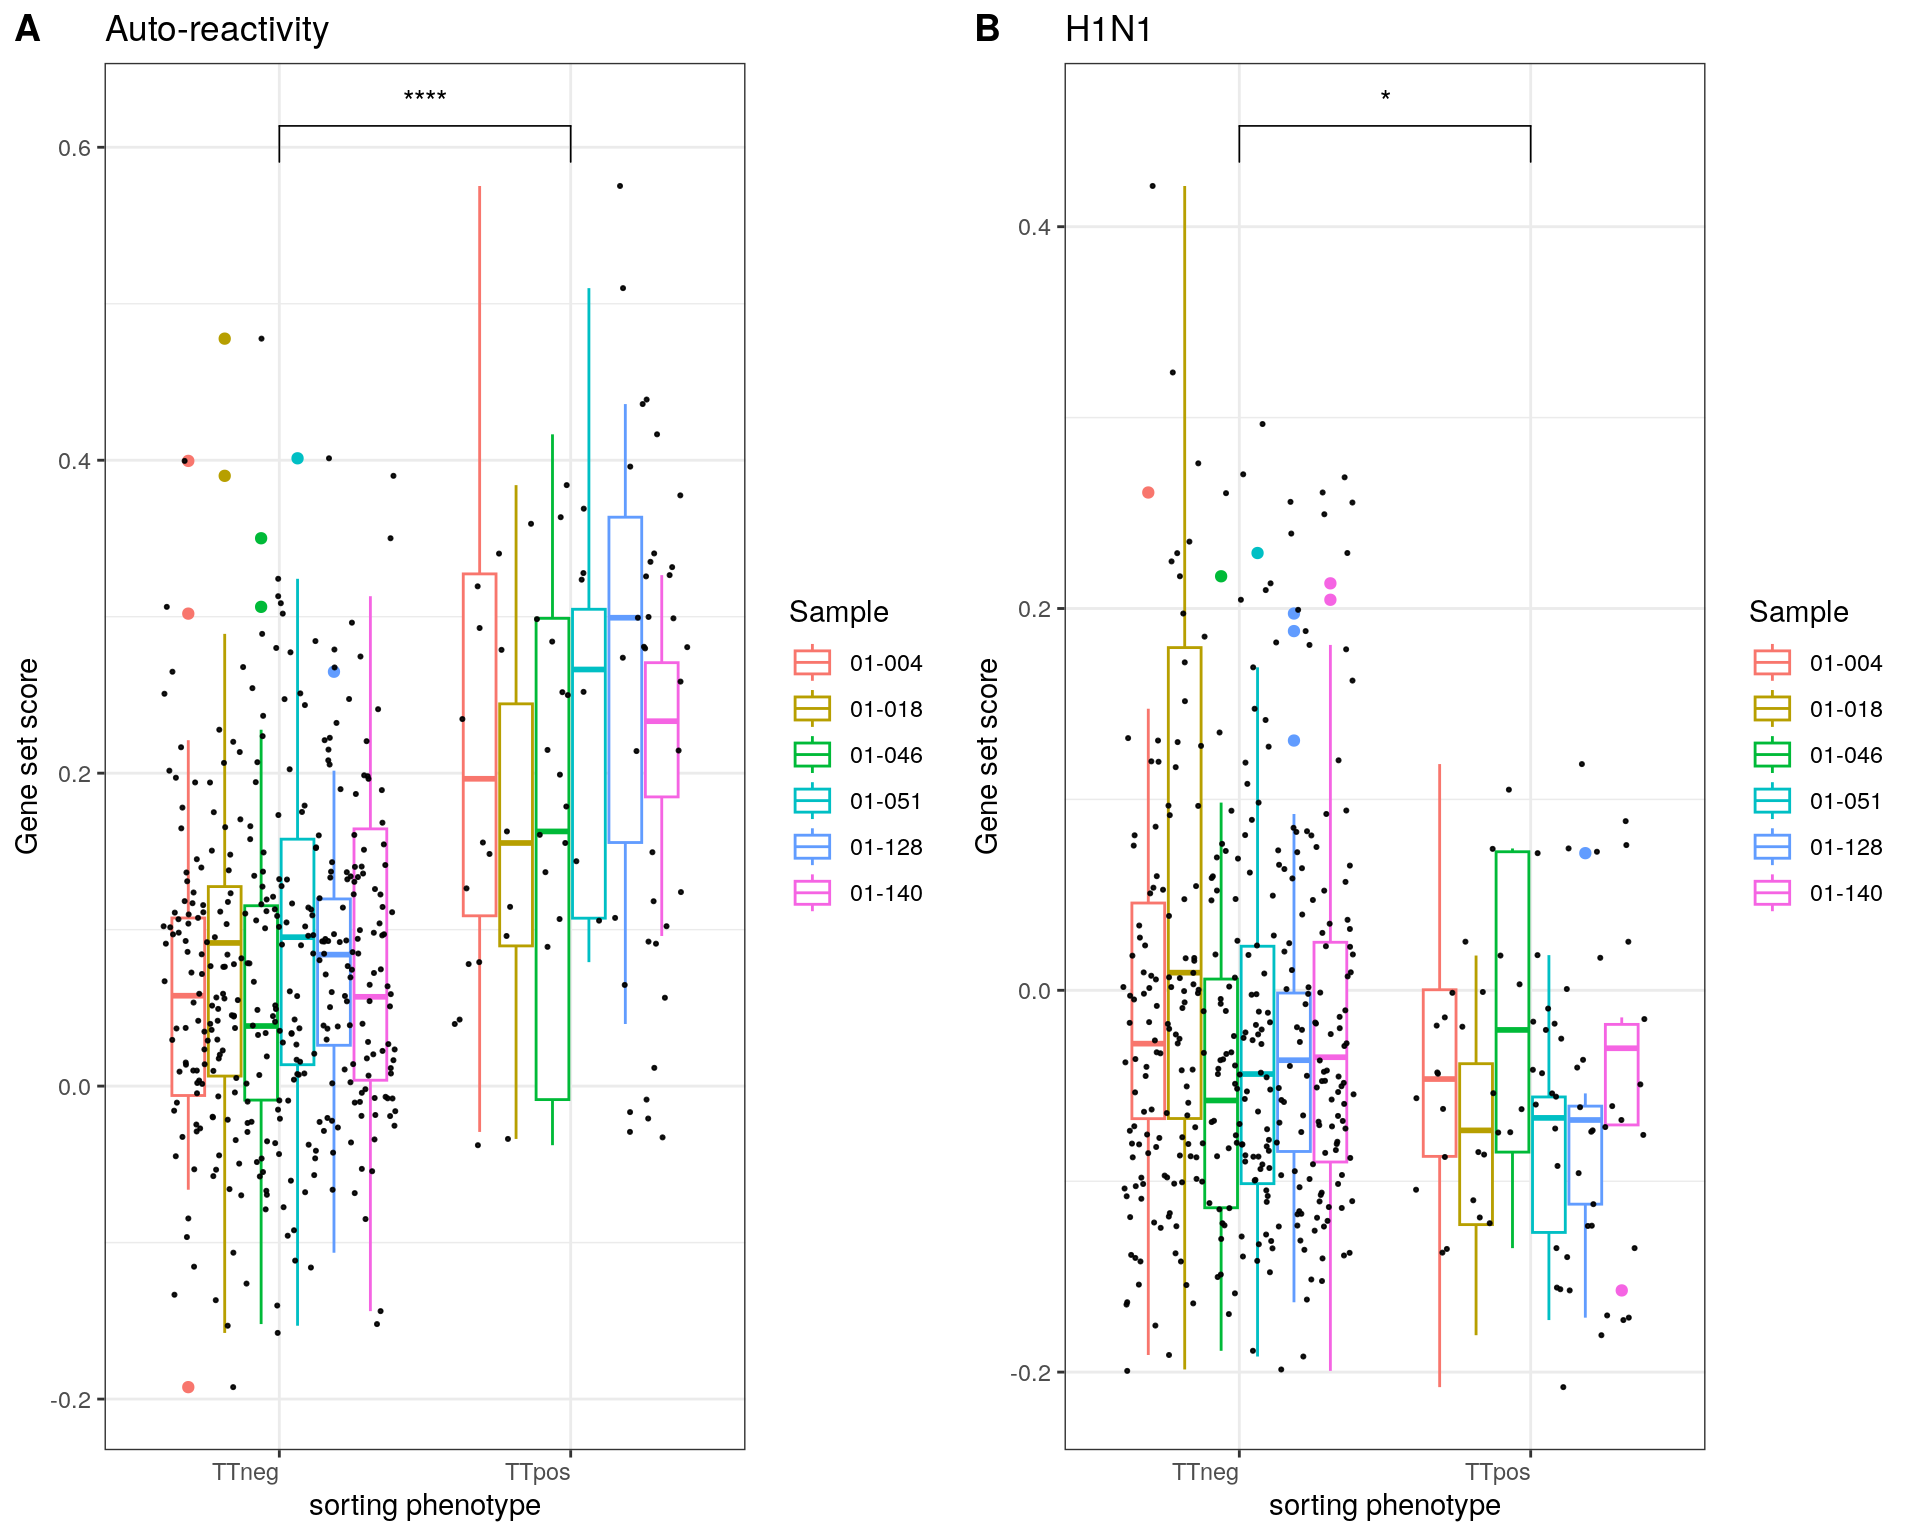 A Auto-reactivity
****
0.6
0.4
0.2
0.0
-0.2
Gene set score
TTneg TTpos
sorting phenotype
Sample
01-004
01-018
01-046
01-051
01-128
01-140
B H1N1
*
0.4
0.2
0.0
-0.2
Gene set score
TTneg TTpos
sorting phenotype
Sample
01-004
01-018
01-046
01-051
01-128
01-140